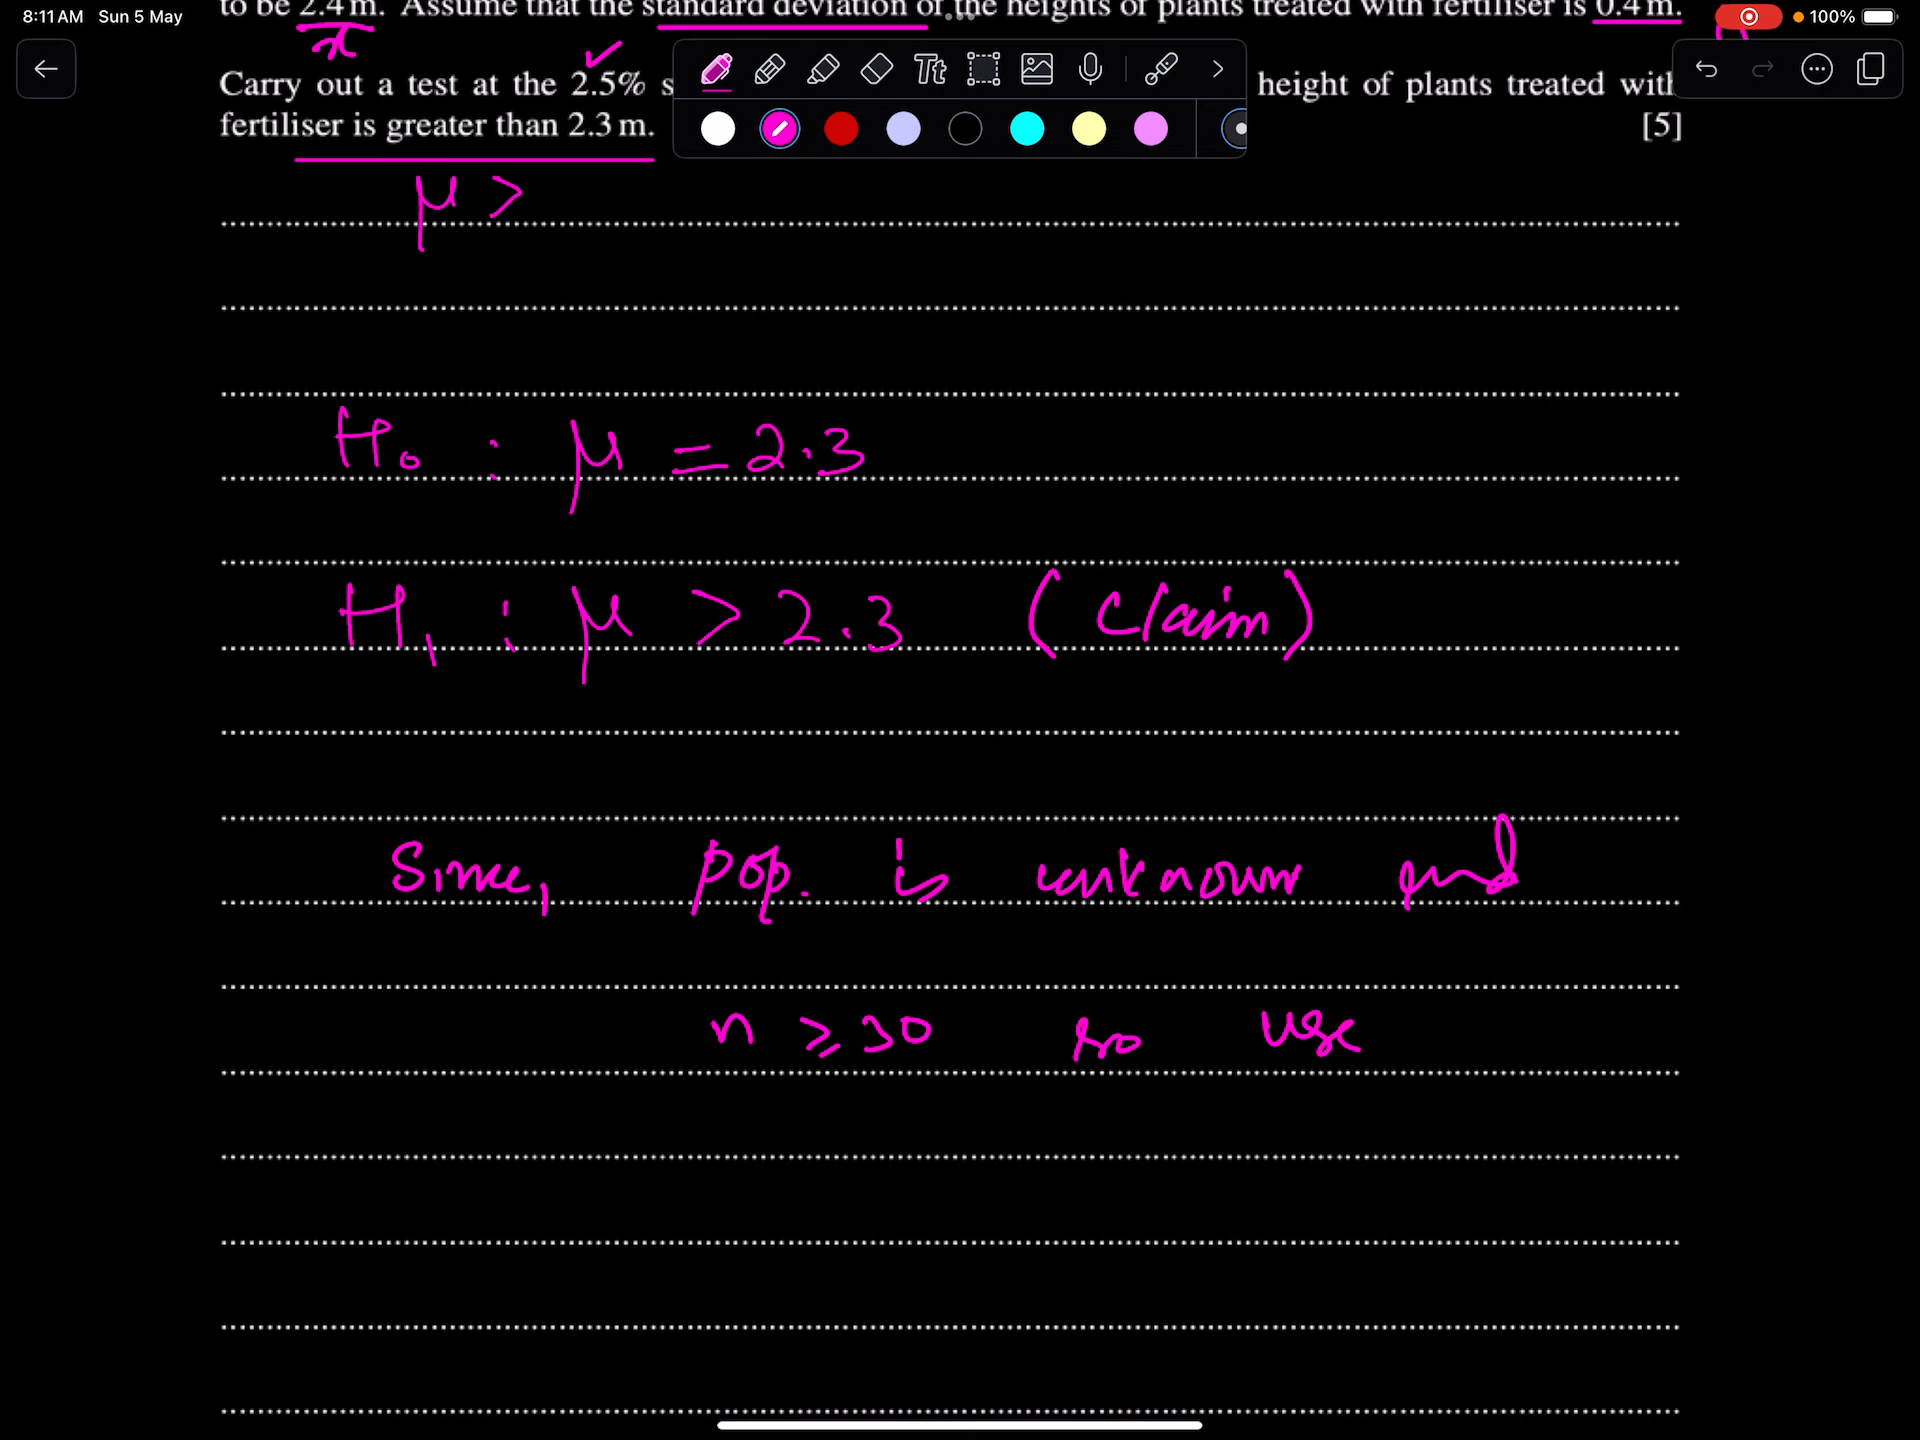 8:11 AM Sun 5 May
100%
to be 2.4 m. Assume that the standard deviation of the heights of plants treated with fertiliser is 0.4 m.
x̄
Carry out a test at the 2.5% s height of plants treated with
Tt
fertiliser is greater than 2.3 m. [5]
μ >
H₀ : μ = 2.3
H₁ : μ > 2.3 (claim)
Since, pop. is unknown and
n ⩾ 30 so use